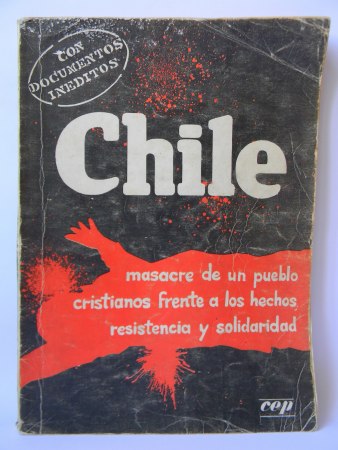 CON
DOCUMENTOS
INEDITOS
Chile
masacre de un pueblo
cristianos frente a los hechos
resistencia y solidaridad
cep